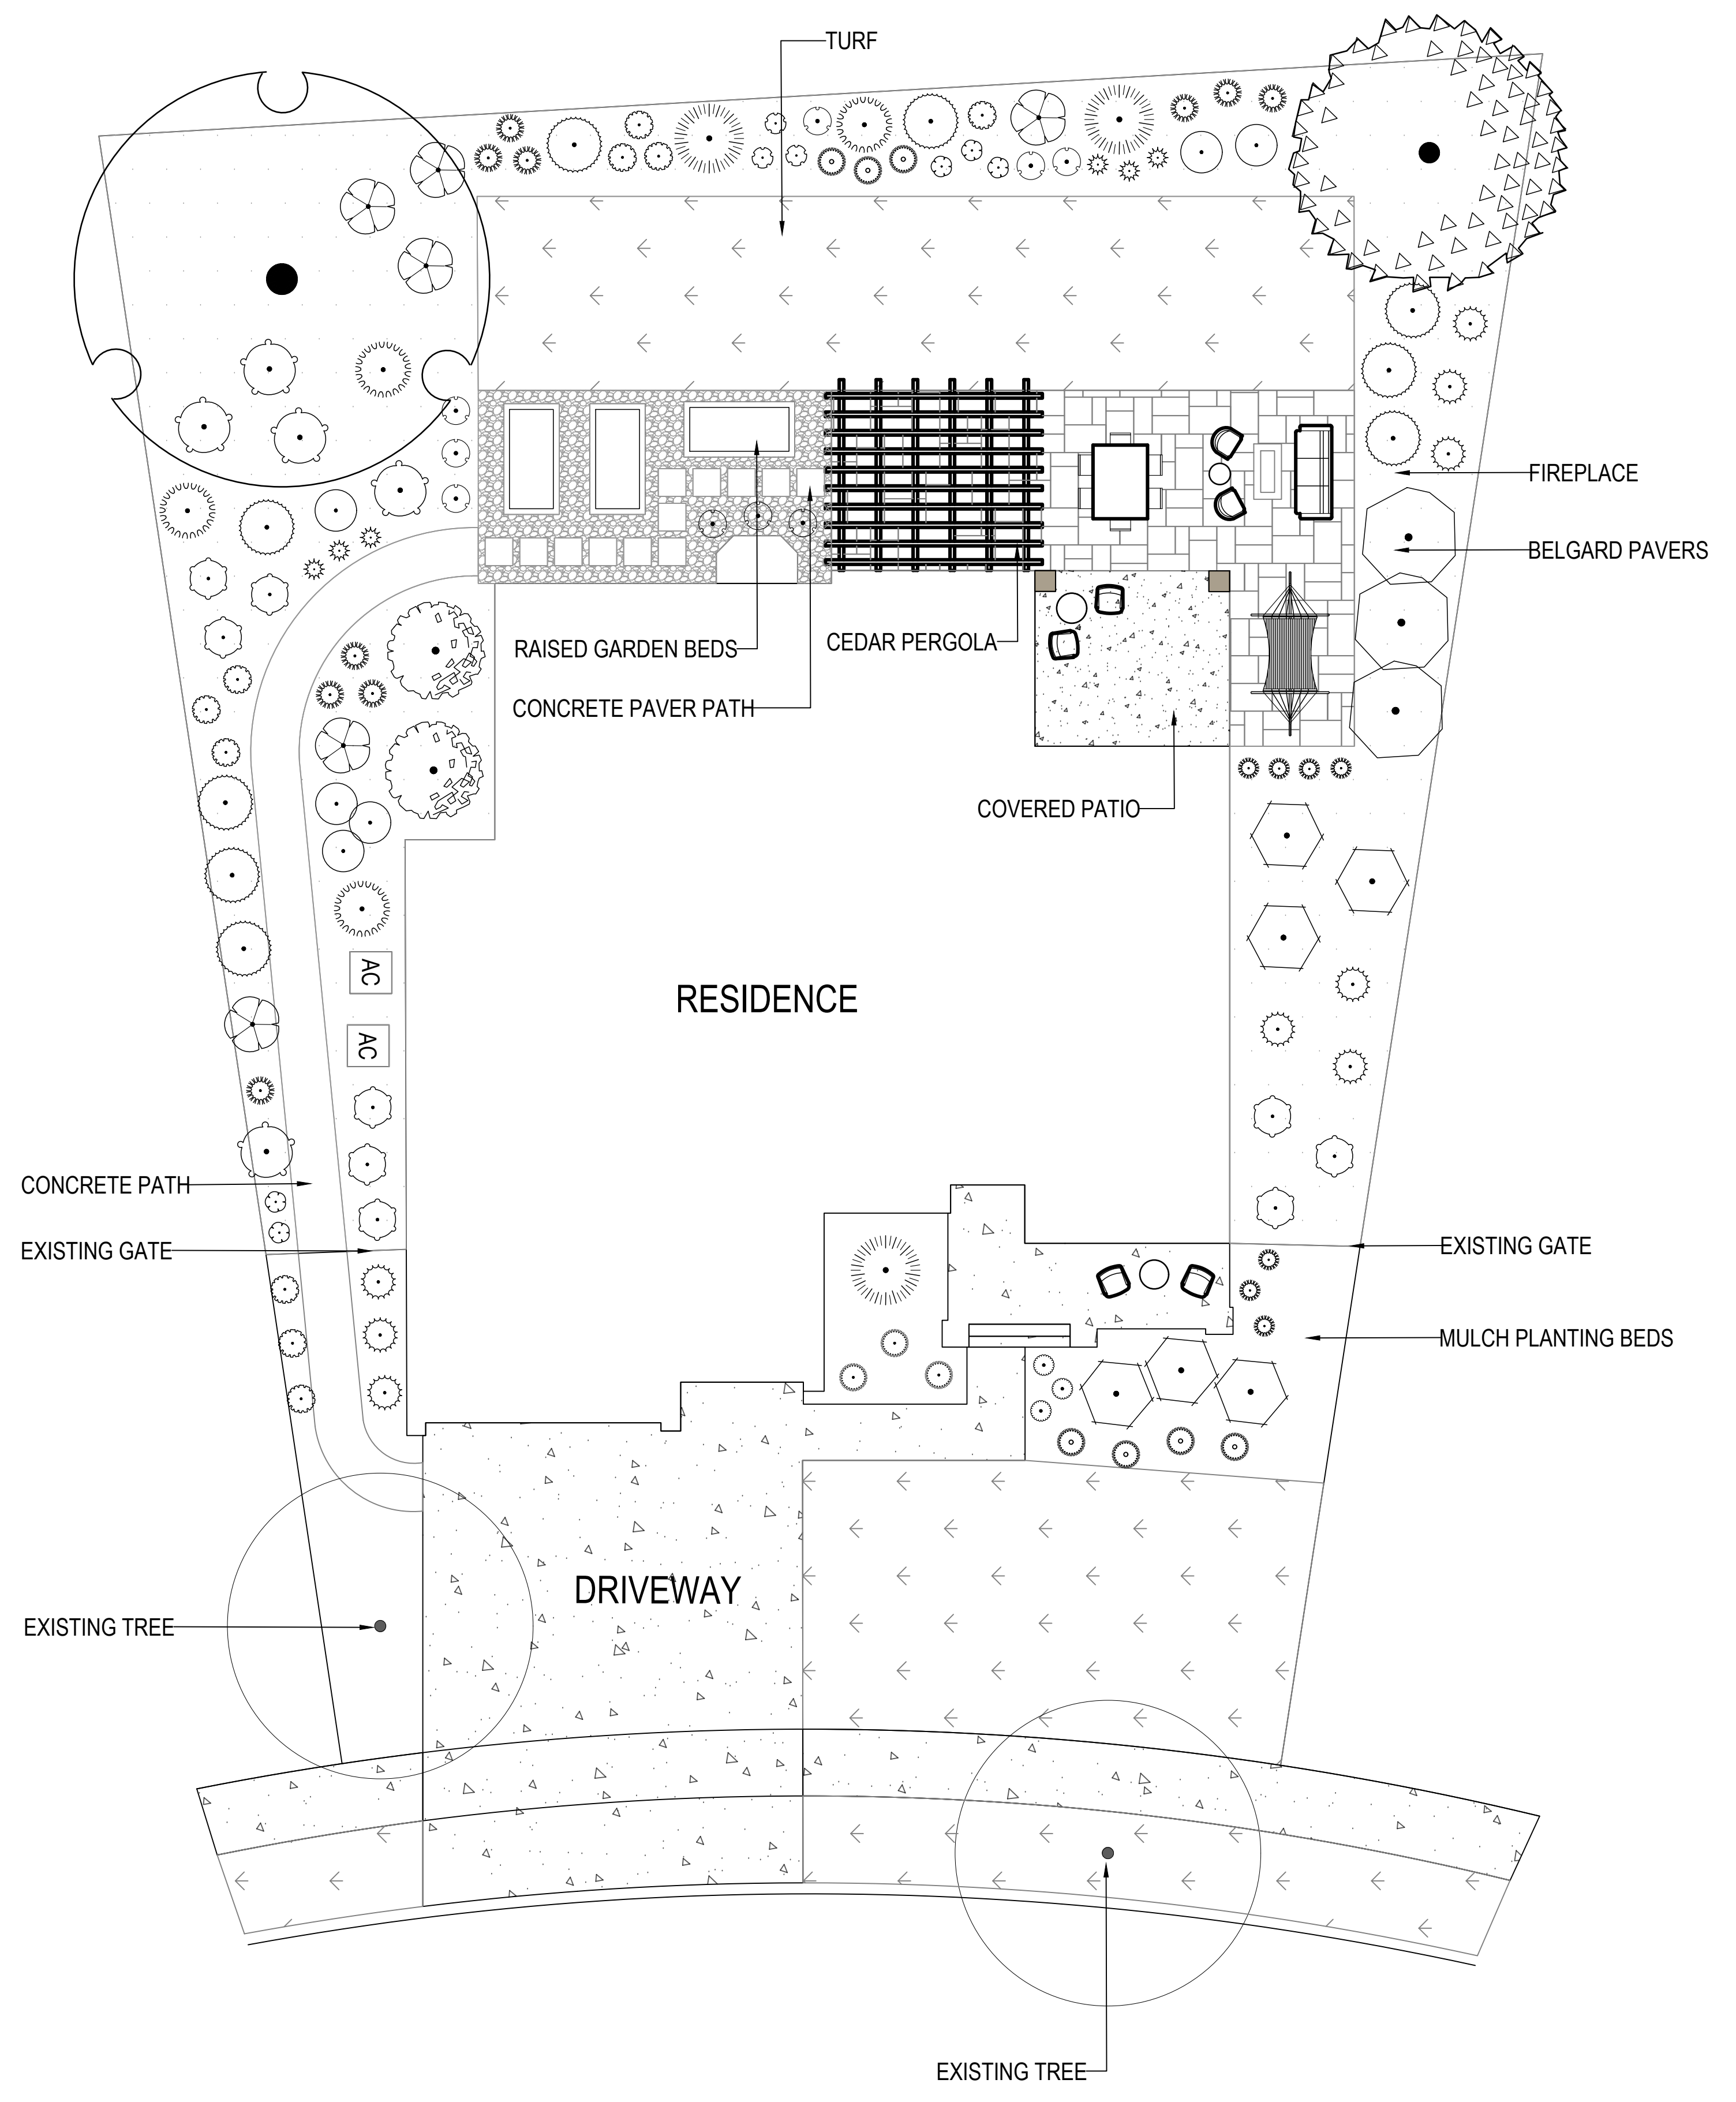 TURF
FIREPLACE
BELGARD PAVERS
RAISED GARDEN BEDS
CEDAR PERGOLA
CONCRETE PAVER PATH
COVERED PATIO
AC
RESIDENCE
AC
CONCRETE PATH
EXISTING GATE
EXISTING GATE
MULCH PLANTING BEDS
DRIVEWAY
EXISTING TREE
EXISTING TREE